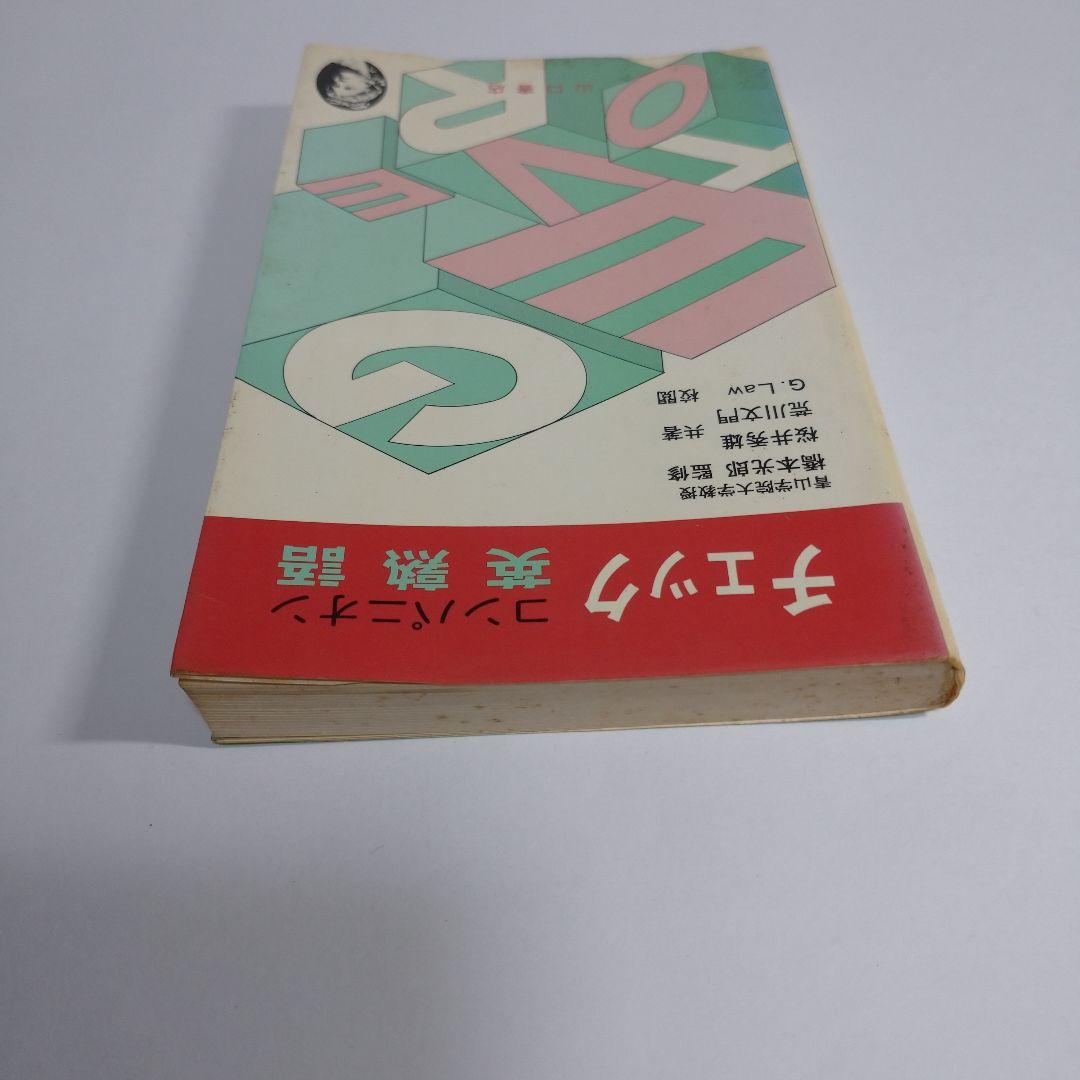 チェック
コンパニオン
英熟語
青山学院大学教授
橋本光郎 監修
桜井秀雄 共著
荒川文門
G. Law 校閲
G
E
E
V
T
R
O
山口書店